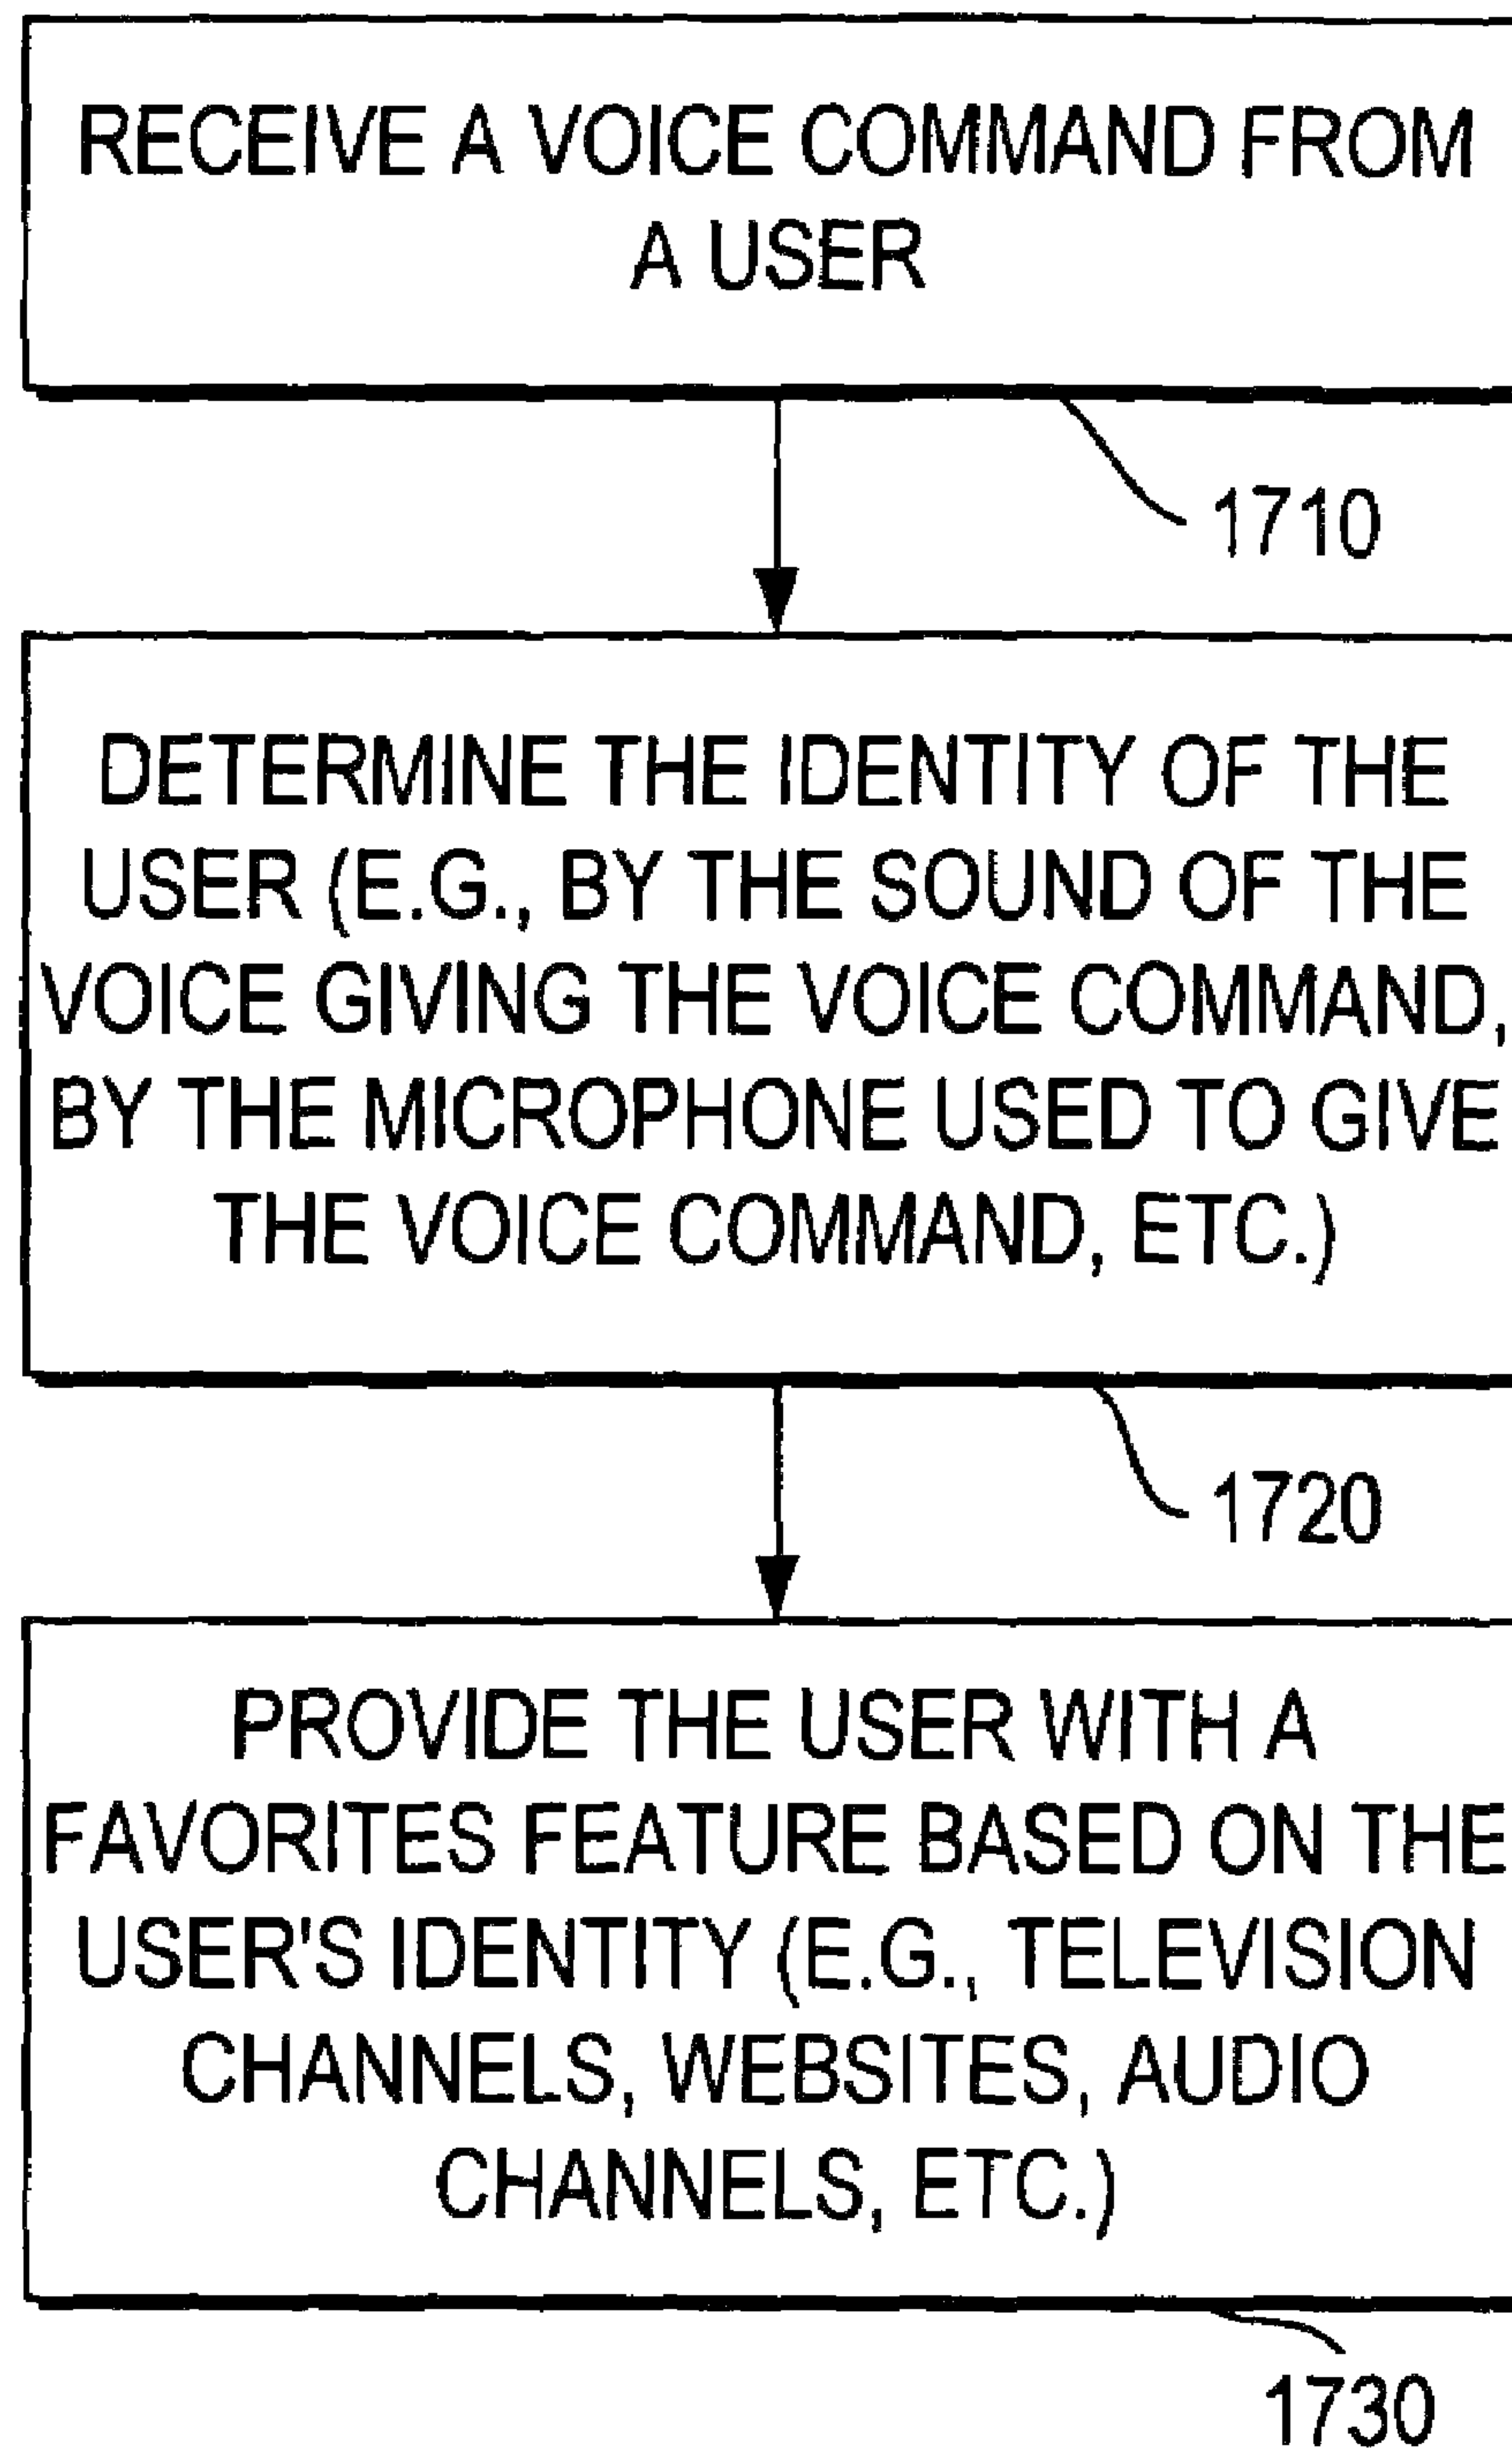 RECEIVE A VOICE COMMAND FROM
A USER
1710
DETERMINE THE IDENTITY OF THE
USER (E.G., BY THE SOUND OF THE
VOICE GIVING THE VOICE COMMAND,
BY THE MICROPHONE USED TO GIVE
THE VOICE COMMAND, ETC.)
1720
PROVIDE THE USER WITH A
FAVORITES FEATURE BASED ON THE
USER'S IDENTITY (E.G., TELEVISION
CHANNELS, WEBSITES, AUDIO
CHANNELS, ETC.)
1730